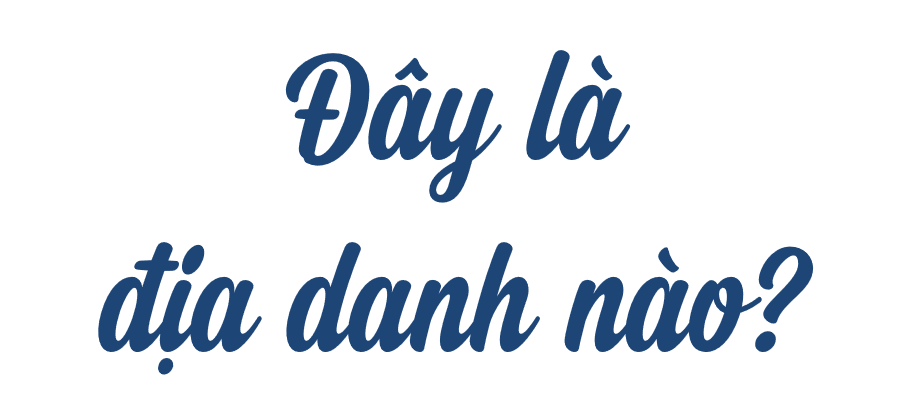 Đây là
địa danh nào?